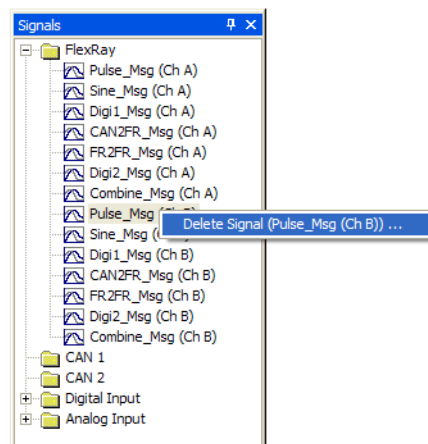 Signals
FlexRay
Pulse_Msg (Ch A)
Sine_Msg (Ch A)
Digi1_Msg (Ch A)
CAN2FR_Msg (Ch A)
FR2FR_Msg (Ch A)
Digi2_Msg (Ch A)
Combine_Msg (Ch A)
Pulse_Msg
Delete Signal (Pulse_Msg (Ch B)) ...
Sine_Msg
Digi1_Msg (Ch B)
CAN2FR_Msg (Ch B)
FR2FR_Msg (Ch B)
Digi2_Msg (Ch B)
Combine_Msg (Ch B)
CAN 1
CAN 2
Digital Input
Analog Input